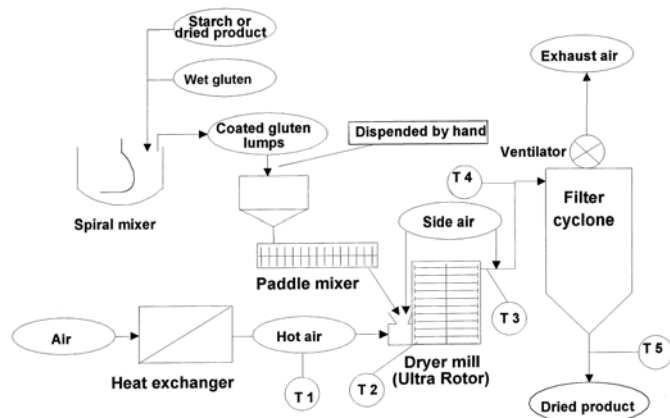 Starch or
dried product
Wet gluten
Coated gluten
lumps
Dispended by hand
Spiral mixer
Paddle mixer
Exhaust air
Ventilator
T 4
Filter
cyclone
Side air
T 3
Air
Heat exchanger
Hot air
T 1
T 2
Dryer mill
(Ultra Rotor)
T 5
Dried product